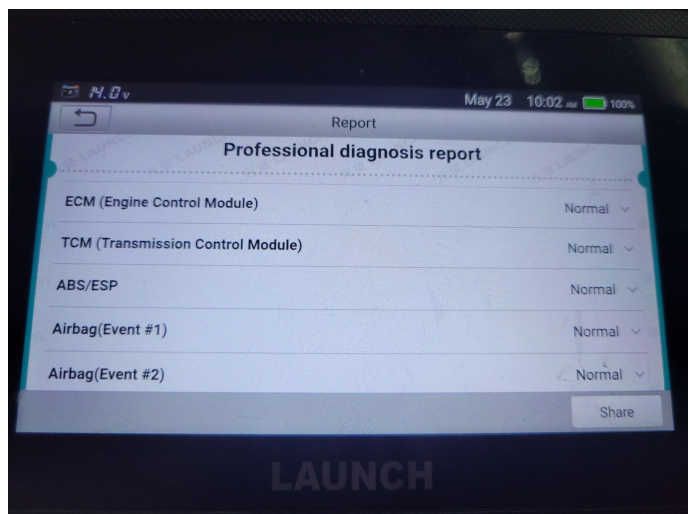 14.0v
May 23 10:02 AM 100%
Report
Professional diagnosis report
ECM (Engine Control Module) Normal
TCM (Transmission Control Module) Normal
ABS/ESP Normal
Airbag(Event #1) Normal
Airbag(Event #2) Normal
Share
LAUNCH